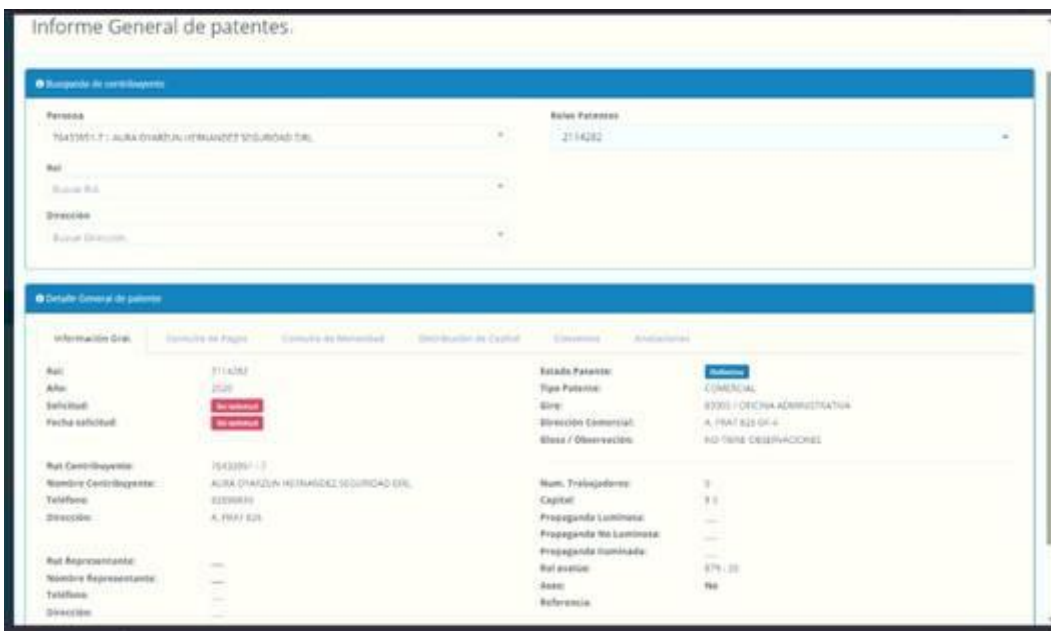 Informe General de patentes.
Busqueda de contribuyente
Persona
AURA OYARZUN HERNANDEZ SEGURIDAD EIRL
Roles Patentes
2114282
Rol
Buscar Rol
Dirección
Buscar Dirección
Detalle General de patente
Información Gral.
Consulta de Pagos
Consulta de Morosidad
Distribución de Capital
Convenios
Anotaciones
Rol: 2114282
Año: 2020
Solicitud: Sin solicitud
Fecha solicitud: Sin solicitud
Estado Patente: Definitiva
Tipo Patente: COMERCIAL
Giro: OFICINA ADMINISTRATIVA
Dirección Comercial: A. PRAT 825 OF-4
Glosa / Observación: NO TIENE OBSERVACIONES
Rut Contribuyente:
Nombre Contribuyente: AURA OYARZUN HERNANDEZ SEGURIDAD EIRL
Teléfono:
Dirección: A. PRAT 825
Num. Trabajadores:
Capital:
Propaganda Luminosa: ---
Propaganda No Luminosa: ---
Propaganda Iluminada: ---
Rol avalúo:
Aseo: No
Referencia:
Rut Representante: ---
Nombre Representante: ---
Teléfono: ---
Dirección: ---